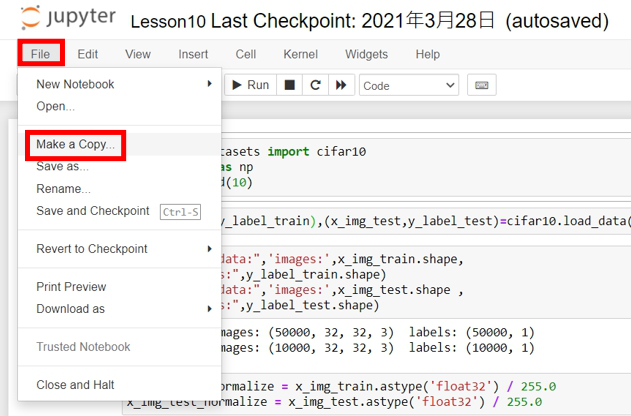 jupyter Lesson10 Last Checkpoint: 2021年3月28日 (autosaved)
File Edit View Insert Cell Kernel Widgets Help
Run Code
New Notebook
Open...
Make a Copy...
Save as...
Rename...
Save and Checkpoint Ctrl-S
Revert to Checkpoint
Print Preview
Download as
Trusted Notebook
Close and Halt
tasets import cifar10
as np
d(10)
y_label_train),(x_img_test,y_label_test)=cifar10.load_data(
data:",'images:',x_img_train.shape,
s:",y_label_train.shape)
data:",'images:',x_img_test.shape ,
s:",y_label_test.shape)
mages: (50000, 32, 32, 3) labels: (50000, 1)
mages: (10000, 32, 32, 3) labels: (10000, 1)
ormalize = x_img_train.astype('float32') / 255.0
x_img_test_normalize = x_img_test.astype('float32') / 255.0